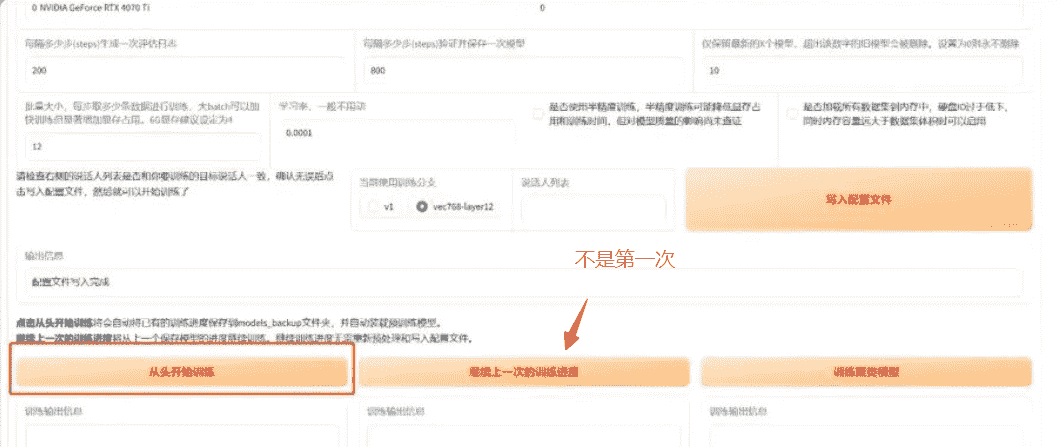 0 NVIDIA GeForce RTX 4070 Ti
0
每隔多少步(steps)生成一次评估日志
每隔多少步(steps)验证并保存一次模型
仅保留最新的X个模型，超出该数字的旧模型会被删除。设置为0则永不删除
200
800
10
批量大小，每步取多少条数据进行训练，大batch可以加
快训练但显著增加显存占用。6G显存建议设定为4
学习率，一般不用动
是否使用半精度训练，半精度训练可能降低显存占
用和训练时间，但对模型质量的影响尚未查证
是否加载所有数据集到内存中，硬盘IO过于低下、
同时内存容量远大于数据集体积时可以启用
12
0.0001
请检查右侧的说话人列表是否和你要训练的目标说话人一致，确认无误后点
击写入配置文件，然后就可以开始训练了
当前使用训练分支
v1
vec768-layer12
说话人列表
写入配置文件
不是第一次
输出信息
配置文件写入完成
点击从头开始训练将会自动将已有的训练进度保存到models_backup文件夹，并自动装载预训练模型。
继续上一次的训练进度将从上一个保存模型的进度继续训练。继续训练进度无需重新预处理和写入配置文件。
从头开始训练
继续上一次的训练进度
训练聚类模型
训练输出信息
训练输出信息
训练输出信息